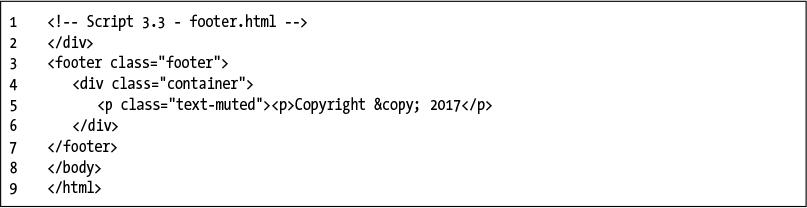 1 <!-- Script 3.3 - footer.html -->
2 </div>
3 <footer class="footer">
4 <div class="container">
5 <p class="text-muted"><p>Copyright &copy; 2017</p>
6 </div>
7 </footer>
8 </body>
9 </html>